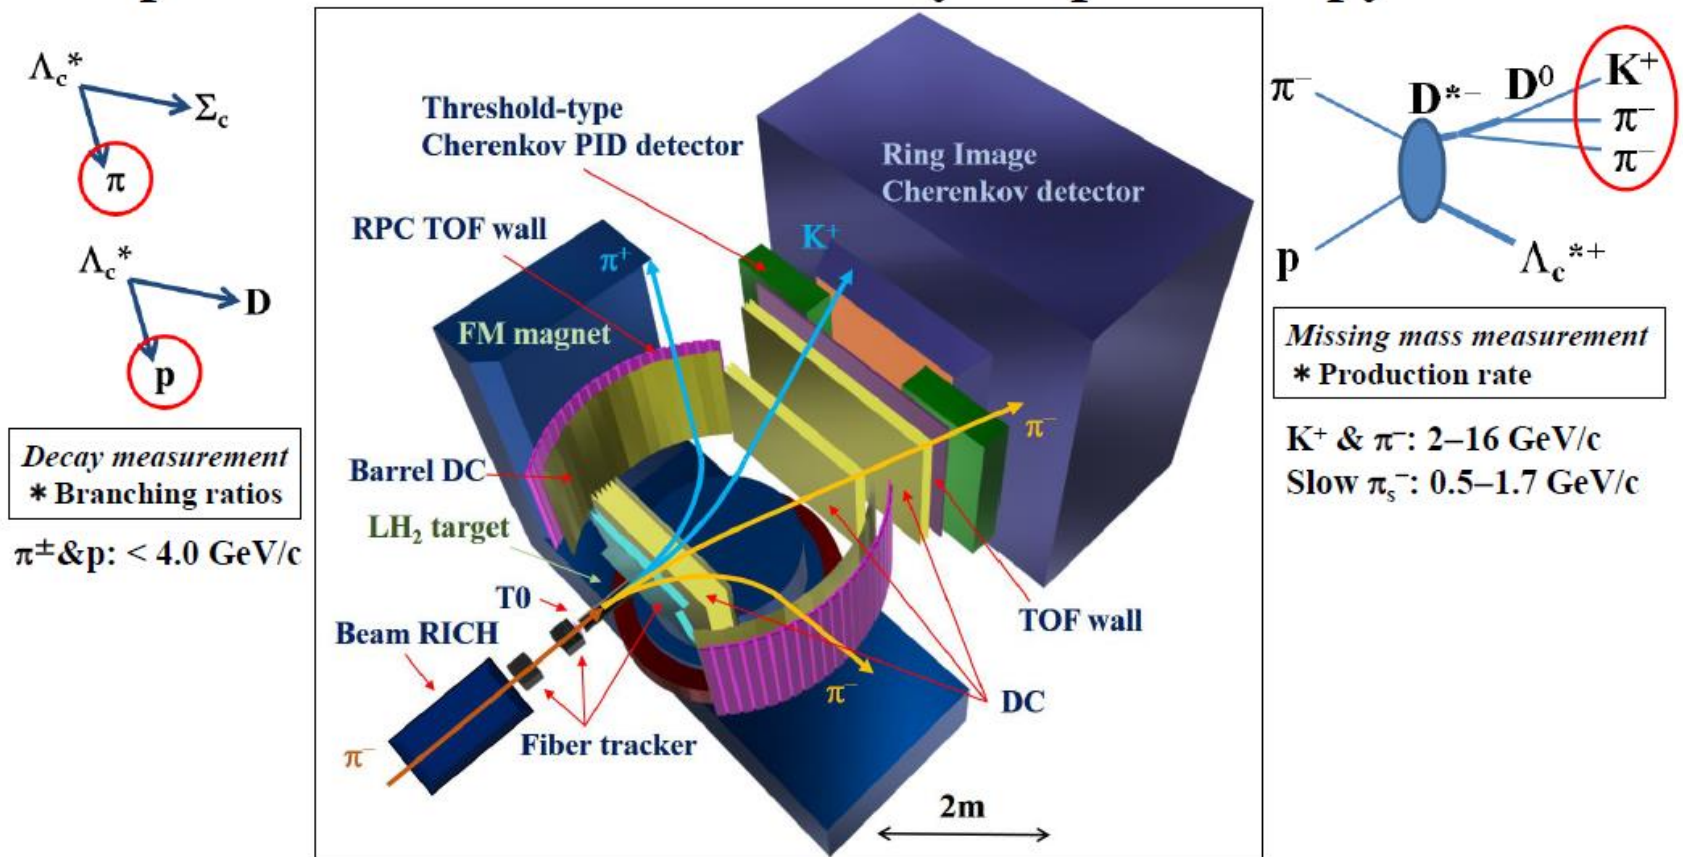 Λc*
Σc
π
Λc*
D
p
Decay measurement
* Branching ratios
π±&p: < 4.0 GeV/c
Threshold-type
Cherenkov PID detector
Ring Image
Cherenkov detector
RPC TOF wall
π+
K+
FM magnet
π−
Barrel DC
LH2 target
T0
Beam RICH
TOF wall
π−
DC
Fiber tracker
π−
2m
π−
D*−
D0
K+
π−
π−
p
Λc*+
Missing mass measurement
* Production rate
K+ & π−: 2–16 GeV/c
Slow πs−: 0.5–1.7 GeV/c